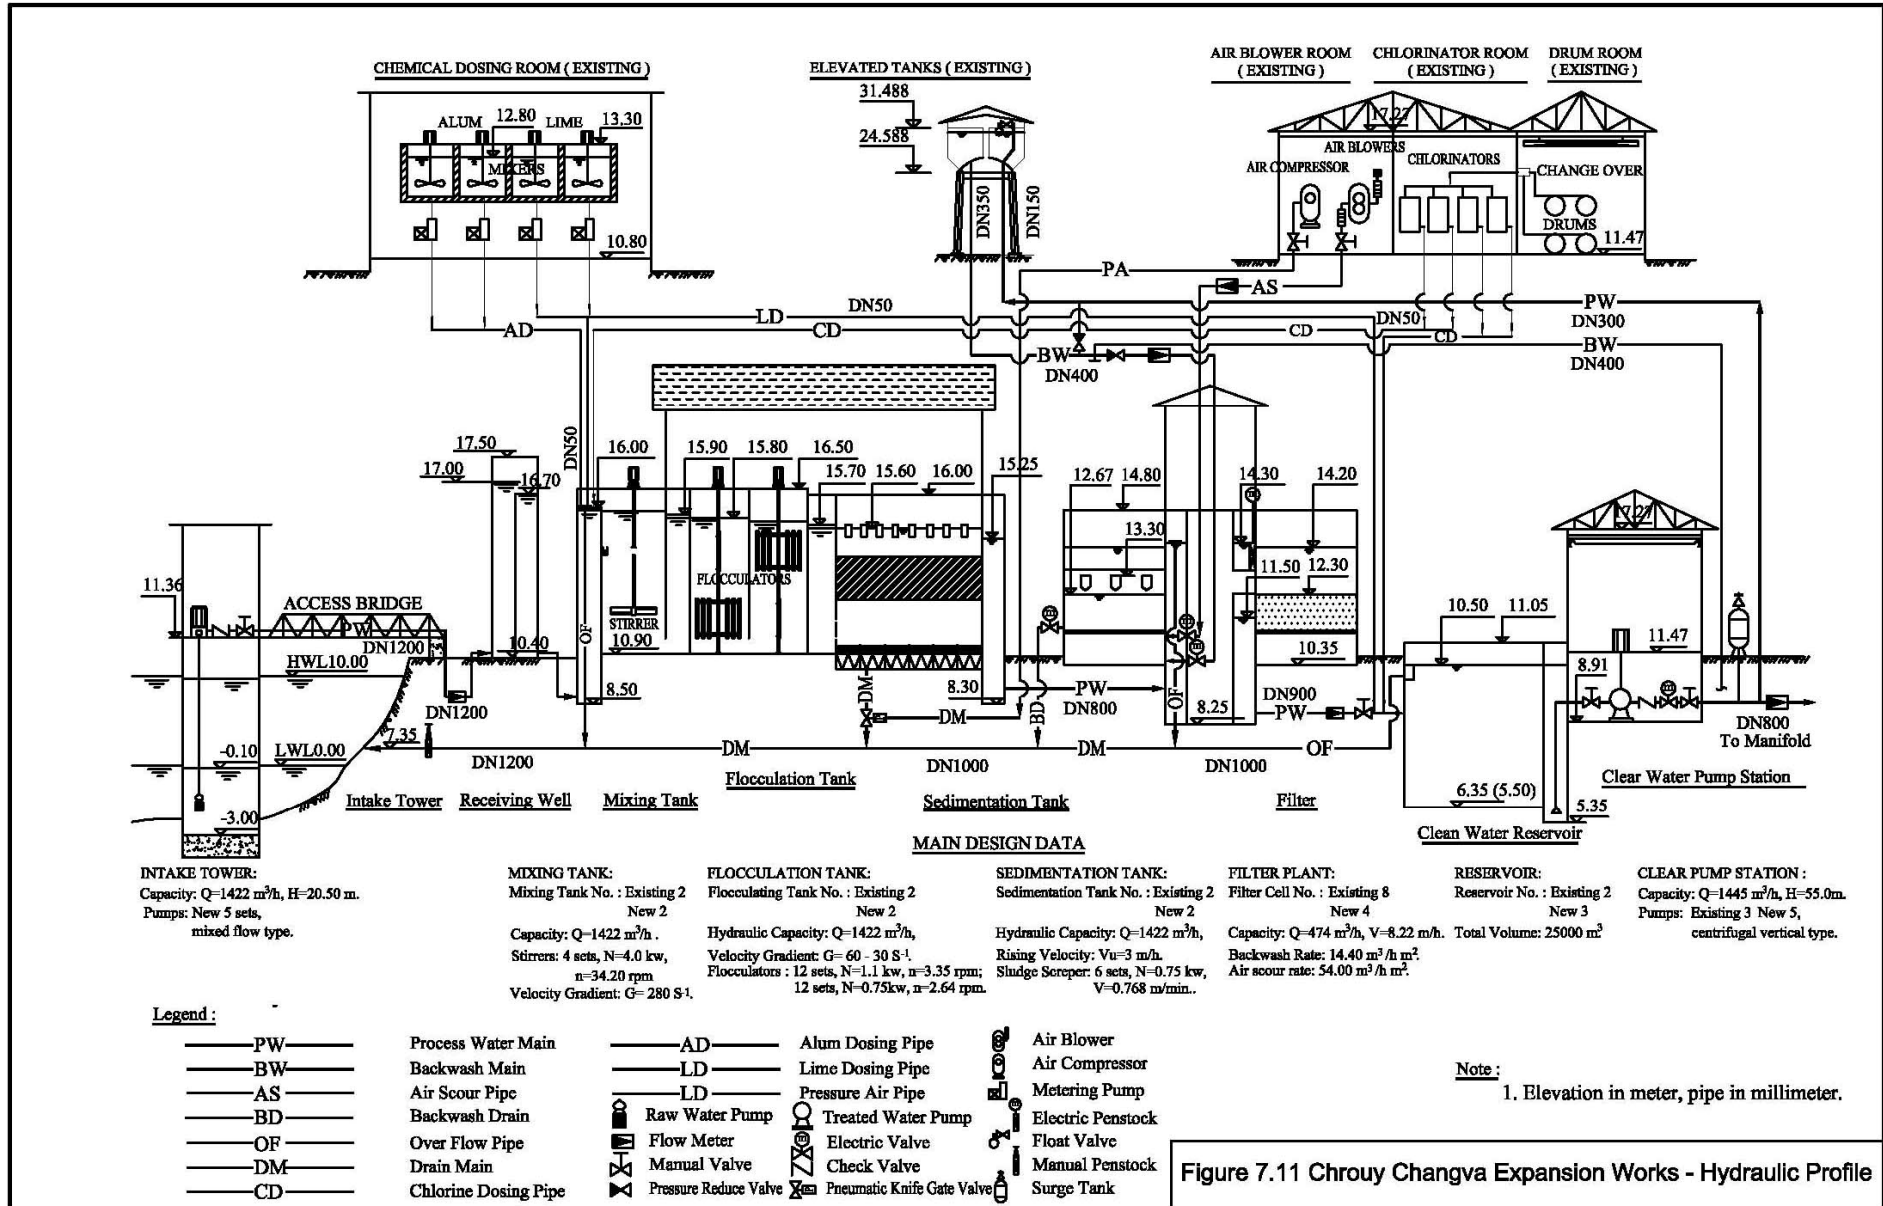 CHEMICAL DOSING ROOM ( EXISTING )
ELEVATED TANKS ( EXISTING )
AIR BLOWER ROOM
( EXISTING )
CHLORINATOR ROOM
( EXISTING )
DRUM ROOM
( EXISTING )
ALUM
12.80
LIME
13.30
MIXERS
10.80
31.488
24.588
DN350
DN150
17.27
AIR BLOWERS
AIR COMPRESSOR
CHLORINATORS
CHANGE OVER
DRUMS
11.47
PA
AS
DN50
LD
AD
CD
CD
DN50
CD
PW
DN300
BW
DN400
BW
DN400
DN50
17.50
17.00
16.70
16.00
15.90
15.80
16.50
15.70
15.60
16.00
15.25
12.67
14.80
14.30
14.20
13.30
11.50
12.30
17.27
11.36
ACCESS BRIDGE
PW
DN1200
HWL10.00
10.40
FLOCCULATORS
STIRRER
10.90
OF
10.35
10.50
11.05
11.47
8.91
DN1200
8.50
DM
DM
8.30
PW
DN800
BD
OF
8.25
DN900
PW
DN800
To Manifold
-0.10
LWL0.00
7.35
DN1200
DM
DN1000
DM
DN1000
OF
-3.00
6.35 (5.50)
5.35
Intake Tower
Receiving Well
Mixing Tank
Flocculation Tank
Sedimentation Tank
Filter
Clean Water Reservoir
Clear Water Pump Station
MAIN DESIGN DATA
INTAKE TOWER:
Capacity: Q=1422 m³/h, H=20.50 m.
Pumps: New 5 sets,
mixed flow type.
MIXING TANK:
Mixing Tank No. : Existing 2
New 2
Capacity: Q=1422 m³/h .
Stirrers: 4 sets, N=4.0 kw,
n=34.20 rpm
Velocity Gradient: G= 280 S⁻¹.
FLOCCULATION TANK:
Flocculating Tank No. : Existing 2
New 2
Hydraulic Capacity: Q=1422 m³/h,
Velocity Gradient: G= 60 - 30 S⁻¹.
Flocculators : 12 sets, N=1.1 kw, n=3.35 rpm;
12 sets, N=0.75kw, n=2.64 rpm.
SEDIMENTATION TANK:
Sedimentation Tank No. : Existing 2
New 2
Hydraulic Capacity: Q=1422 m³/h,
Rising Velocity: Vu=3 m/h.
Sludge Screper: 6 sets, N=0.75 kw,
V=0.768 m/min..
FILTER PLANT:
Filter Cell No. : Existing 8
New 4
Capacity: Q=474 m³/h, V=8.22 m/h.
Backwash Rate: 14.40 m³/h m².
Air scour rate: 54.00 m³/h m².
RESERVOIR:
Reservoir No. : Existing 2
New 3
Total Volume: 25000 m³
CLEAR PUMP STATION :
Capacity: Q=1445 m³/h, H=55.0m.
Pumps: Existing 3 New 5,
centrifugal vertical type.
Legend :
PW Process Water Main
BW Backwash Main
AS Air Scour Pipe
BD Backwash Drain
OF Over Flow Pipe
DM Drain Main
CD Chlorine Dosing Pipe
AD Alum Dosing Pipe
LD Lime Dosing Pipe
LD Pressure Air Pipe
Raw Water Pump
Flow Meter
Manual Valve
Pressure Reduce Valve
Treated Water Pump
Electric Valve
Check Valve
Pneumatic Knife Gate Valve
Air Blower
Air Compressor
Metering Pump
Electric Penstock
Float Valve
Manual Penstock
Surge Tank
Note :
1. Elevation in meter, pipe in millimeter.
Figure 7.11 Chrouy Changva Expansion Works - Hydraulic Profile